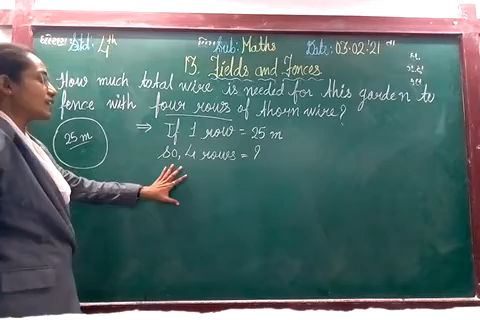 Std: 4th Sub: Maths Date: 03.02.'21
13. Fields and Fences
How much total wire is needed for this garden to
fence with four rows of thorn wire?
25 m
⇒ If 1 row = 25 m
So, 4 rows = ?